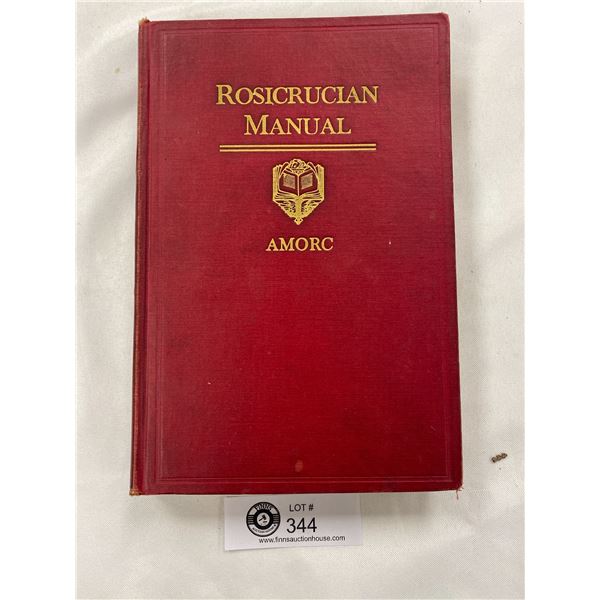 ROSICRUCIAN
MANUAL
AMORC
LOT #
344
www.finnsauctionhouse.com